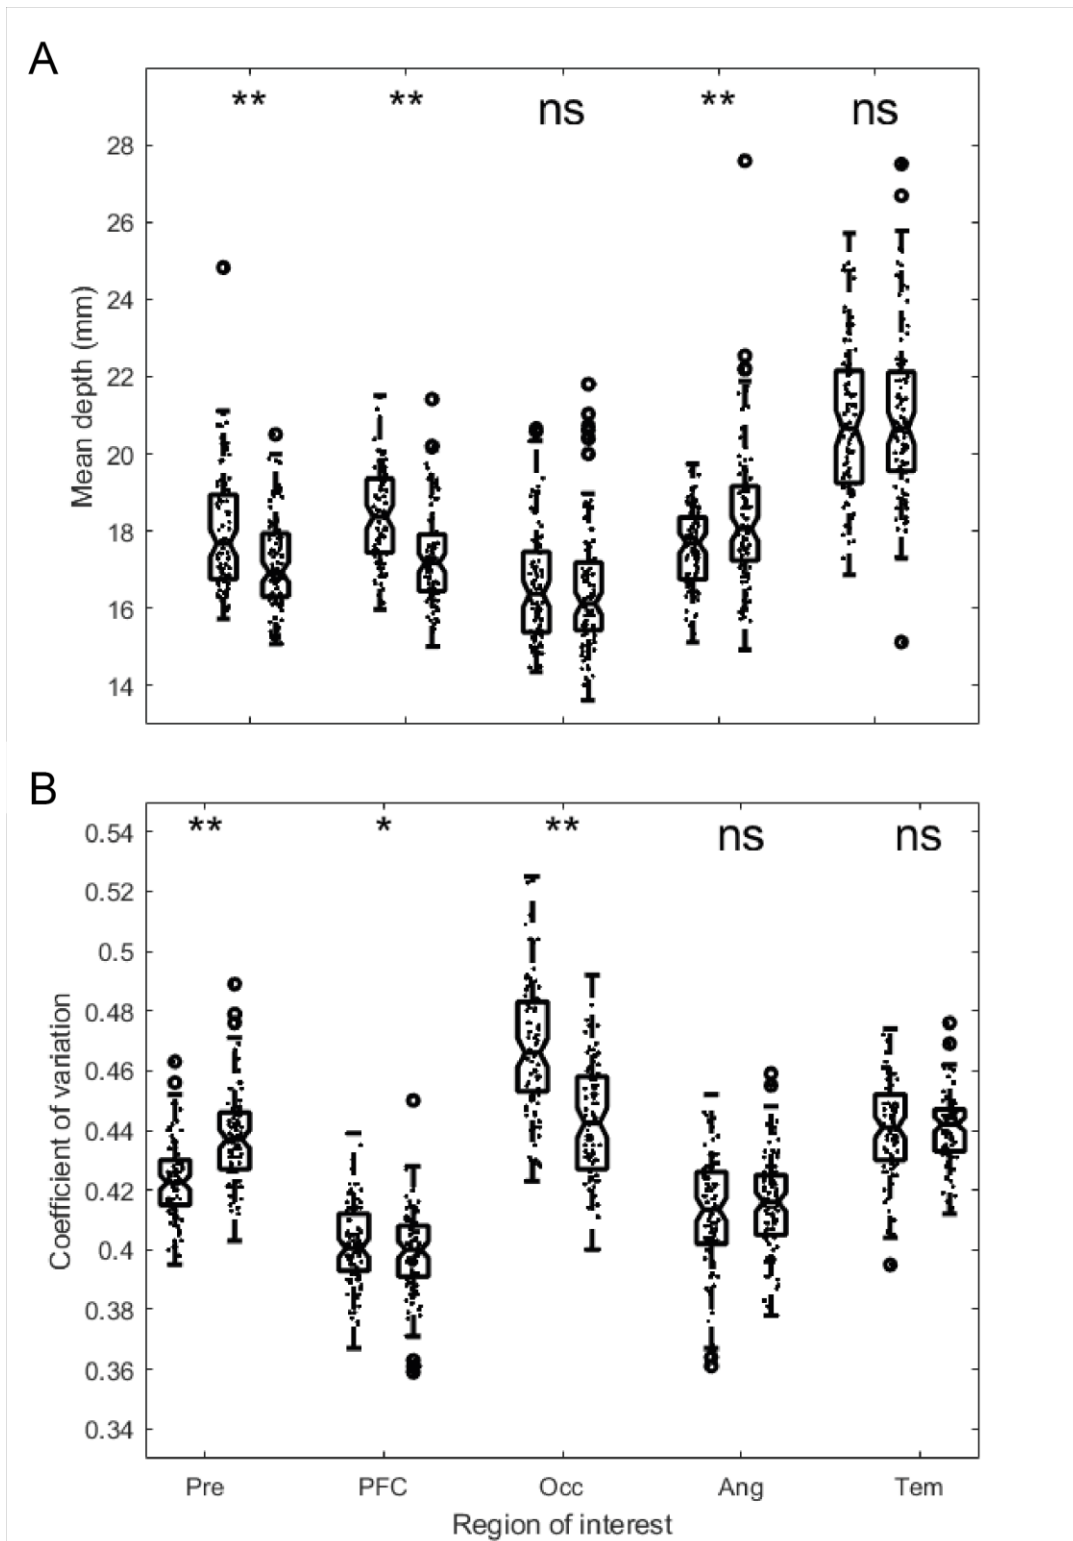 A
** ** ns ** ns
28
26
24
22
20
18
16
14
Mean depth (mm)
B
** * ** ns ns
0.54
0.52
0.5
0.48
0.46
0.44
0.42
0.4
0.38
0.36
0.34
Coefficient of variation
Pre PFC Occ Ang Tem
Region of interest